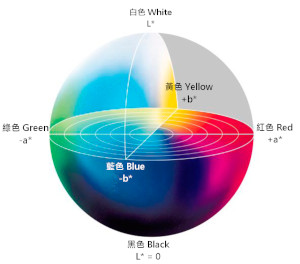 白色 White
L*
黃色 Yellow
+b*
綠色 Green
-a*
紅色 Red
+a*
藍色 Blue
-b*
黑色 Black
L* = 0